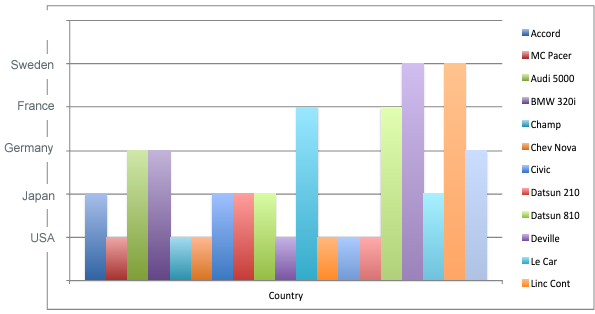 Sweden
France
Germany
Japan
USA
Country
Accord
MC Pacer
Audi 5000
BMW 320i
Champ
Chev Nova
Civic
Datsun 210
Datsun 810
Deville
Le Car
Linc Cont